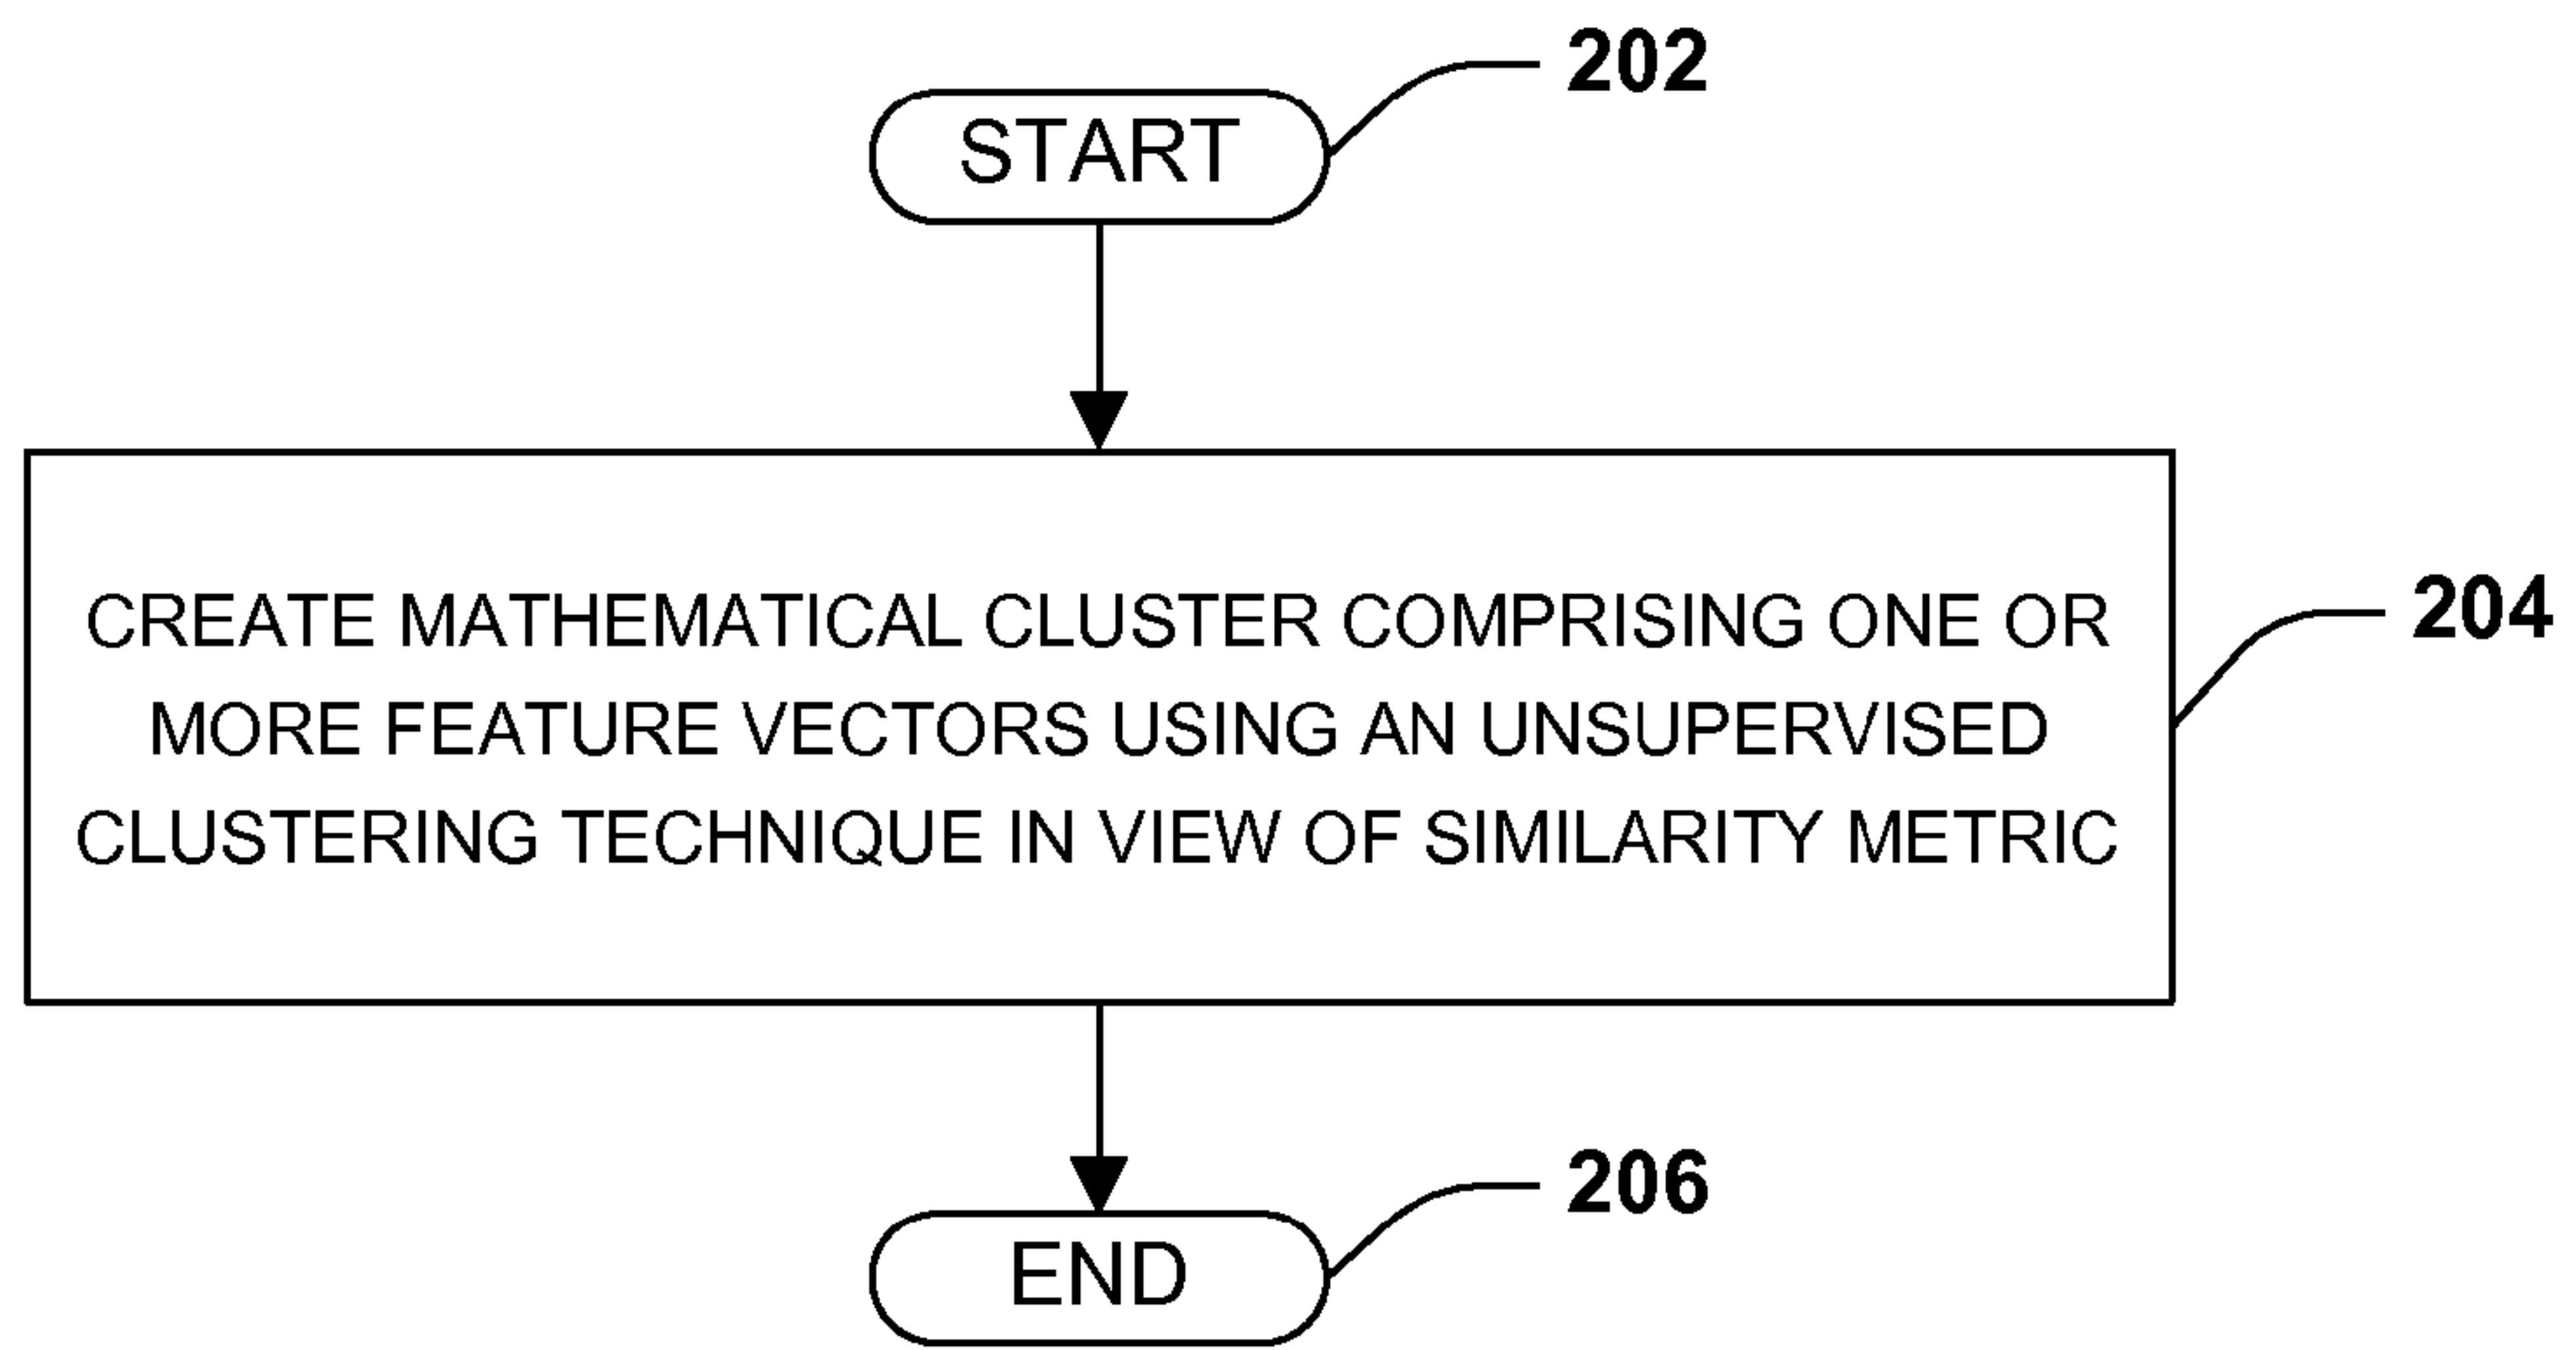 202
START
CREATE MATHEMATICAL CLUSTER COMPRISING ONE OR
MORE FEATURE VECTORS USING AN UNSUPERVISED
CLUSTERING TECHNIQUE IN VIEW OF SIMILARITY METRIC
204
206
END